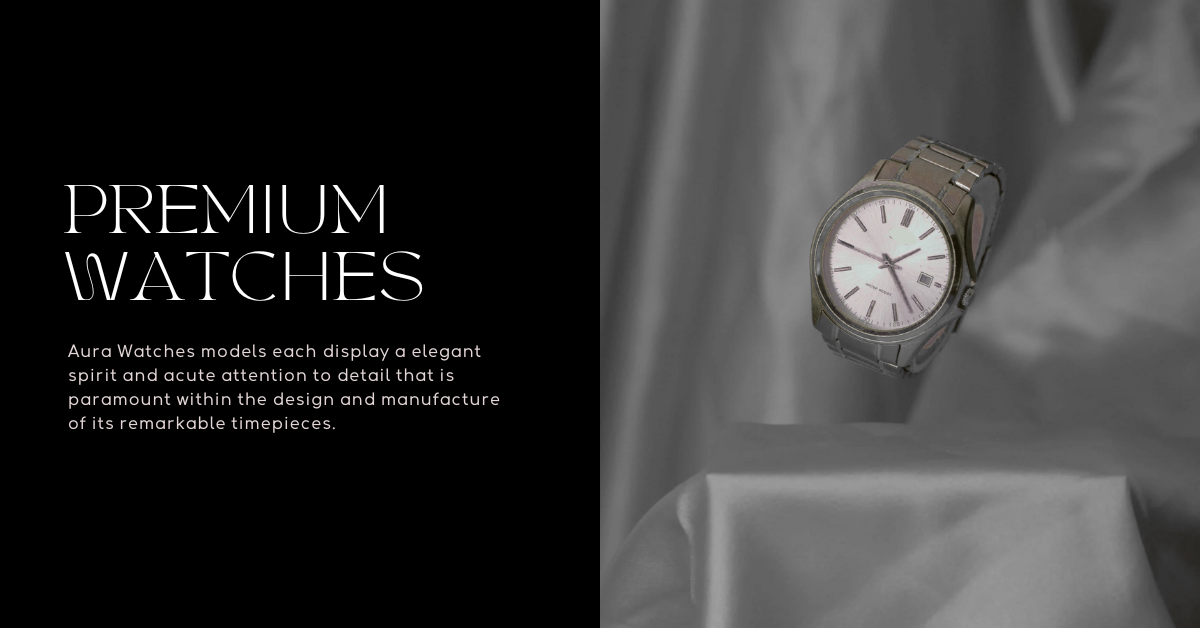 PREMIUM
WATCHES
Aura Watches models each display a elegant
spirit and acute attention to detail that is
paramount within the design and manufacture
of its remarkable timepieces.